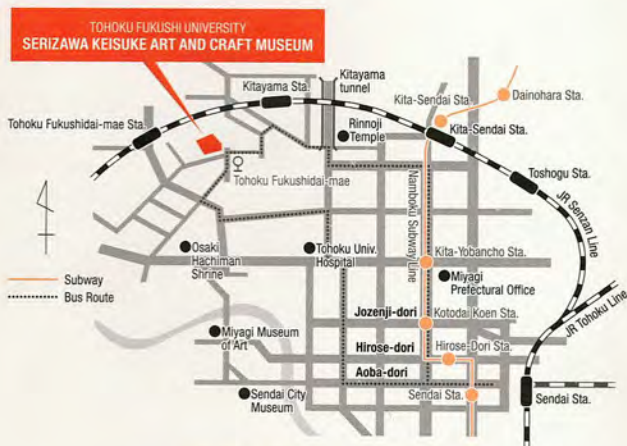 TOHOKU FUKUSHI UNIVERSITY
SERIZAWA KEISUKE ART AND CRAFT MUSEUM
Kitayama
tunnel
Kitayama Sta.
Kita-Sendai Sta.
Dainohara Sta.
Tohoku Fukushidai-mae Sta.
Rinnoji
Temple
Kita-Sendai Sta.
Tohoku Fukushidai-mae
Toshogu Sta.
Namboku Subway Line
JR Senzan Line
Osaki
Hachiman
Shrine
Tohoku Univ.
Hospital
Kita-Yobancho Sta.
Miyagi
Prefectural Office
Subway
Bus Route
Jozenji-dori
Kotodai Koen Sta.
JR Tohoku Line
Miyagi Museum
of Art
Hirose-dori
Hirose-Dori Sta.
Aoba-dori
Sendai City
Museum
Sendai Sta.
Sendai Sta.